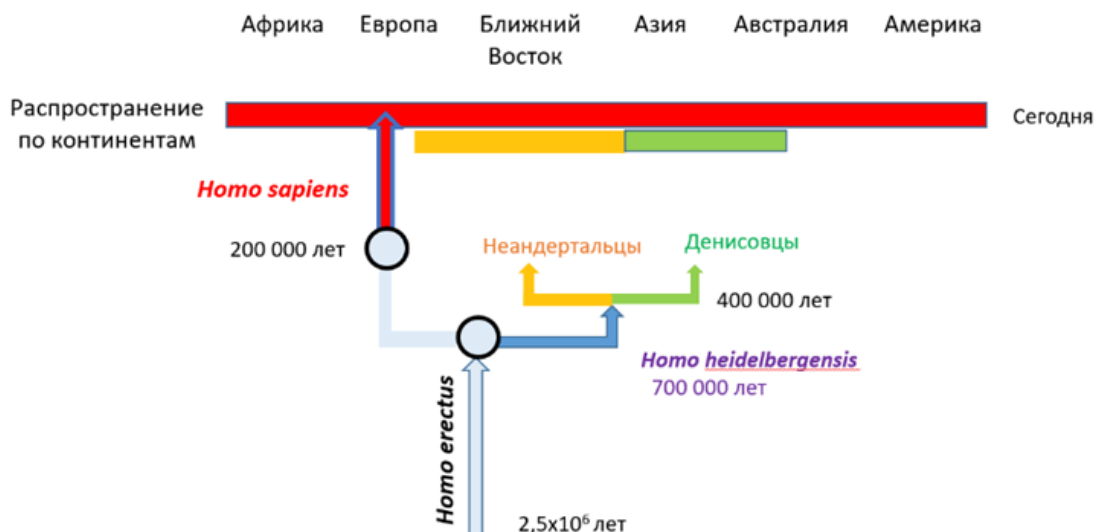 Африка Европа Ближний Азия Австралия Америка
Восток
Распространение
по континентам
Сегодня
Homo sapiens
200 000 лет
Неандертальцы
Денисовцы
400 000 лет
Homo heidelbergensis
700 000 лет
Homo erectus
2,5x10⁶ лет